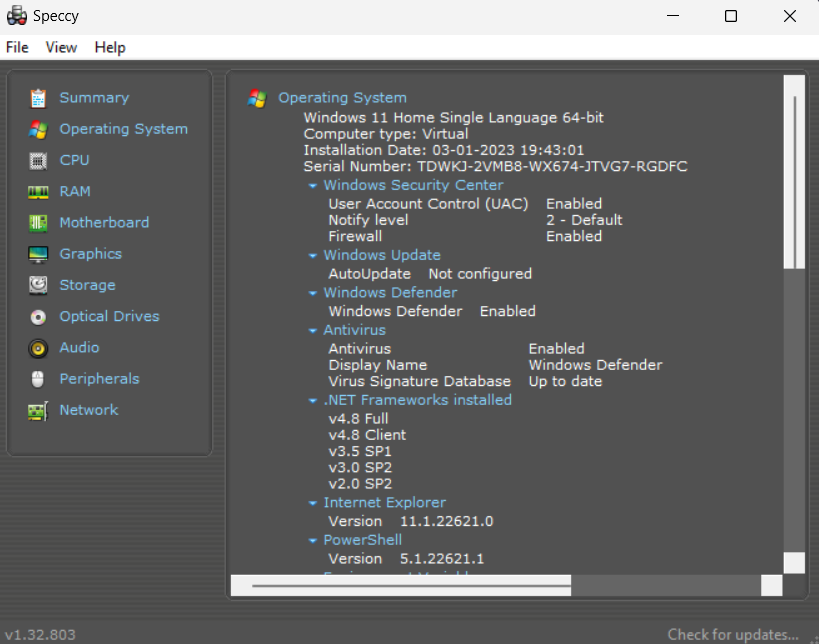 Speccy
File View Help
Summary
Operating System
CPU
RAM
Motherboard
Graphics
Storage
Optical Drives
Audio
Peripherals
Network
Operating System
Windows 11 Home Single Language 64-bit
Computer type: Virtual
Installation Date: 03-01-2023 19:43:01
Serial Number: TDWKJ-2VMB8-WX674-JTVG7-RGDFC
Windows Security Center
User Account Control (UAC) Enabled
Notify level 2 - Default
Firewall Enabled
Windows Update
AutoUpdate Not configured
Windows Defender
Windows Defender Enabled
Antivirus
Antivirus Enabled
Display Name Windows Defender
Virus Signature Database Up to date
.NET Frameworks installed
v4.8 Full
v4.8 Client
v3.5 SP1
v3.0 SP2
v2.0 SP2
Internet Explorer
Version 11.1.22621.0
PowerShell
Version 5.1.22621.1
v1.32.803 Check for updates...